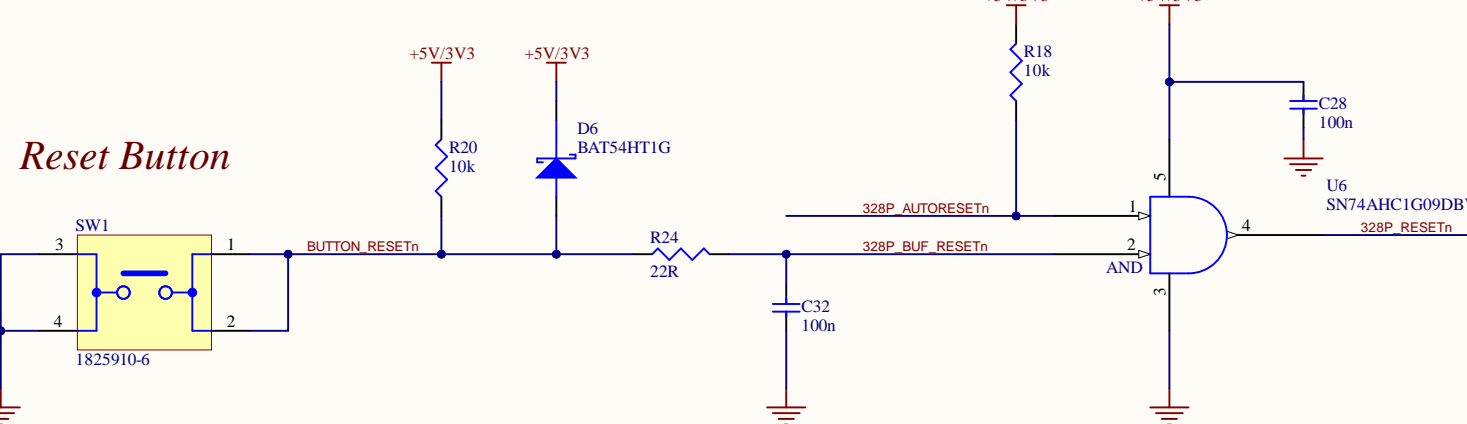 +5V/3V3
+5V/3V3
R18
10k
C28
100n
D6
BAT54HT1G
R20
10k
Reset Button
5
U6
SN74AHC1G09DBV
SW1
328P_AUTORESETn
1
4
328P_RESETn
3
1
BUTTON_RESETn
R24
22R
328P_BUF_RESETn
2
AND
3
C32
100n
4
2
1825910-6